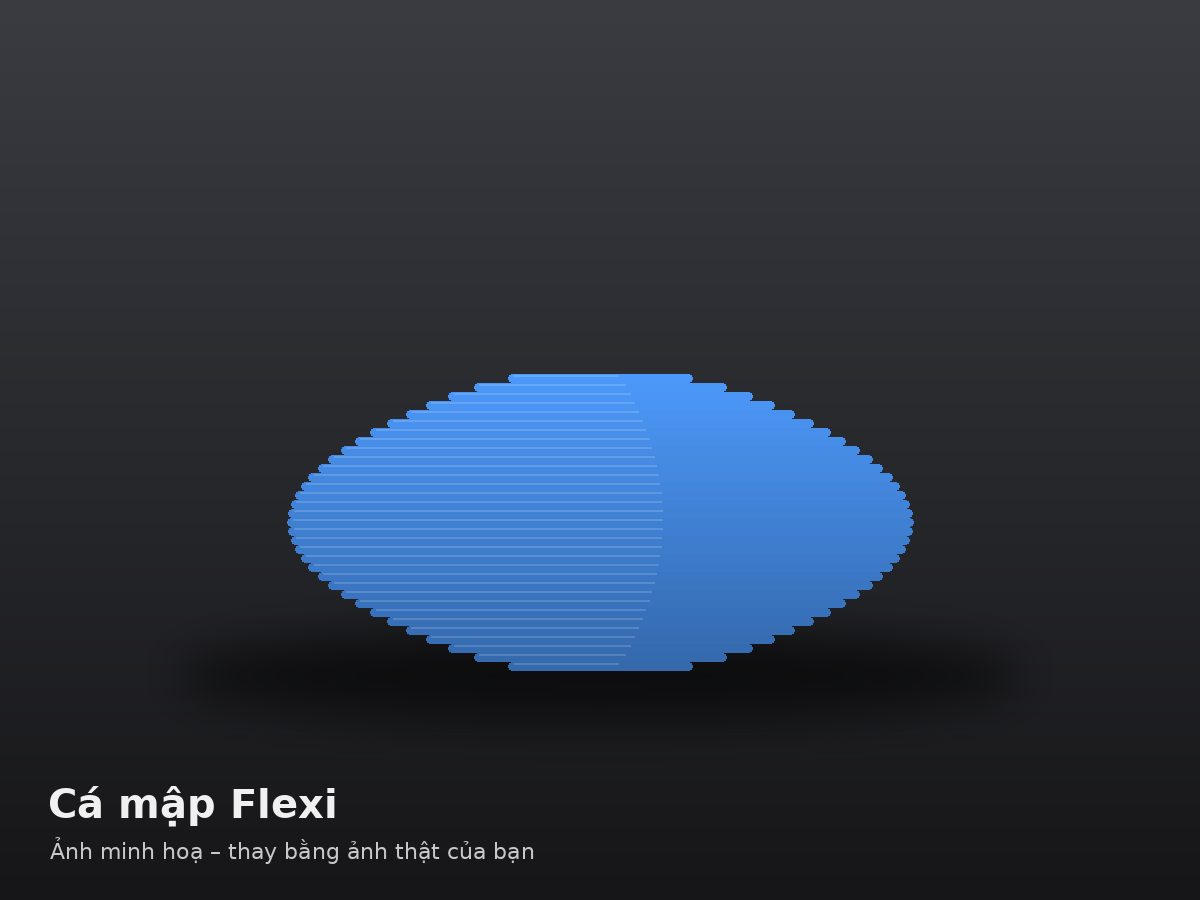 Cá mập Flexi
Ảnh minh hoạ – thay bằng ảnh thật của bạn